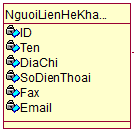 NguoiLienHeKha...
ID
Ten
DiaChi
SoDienThoai
Fax
Email